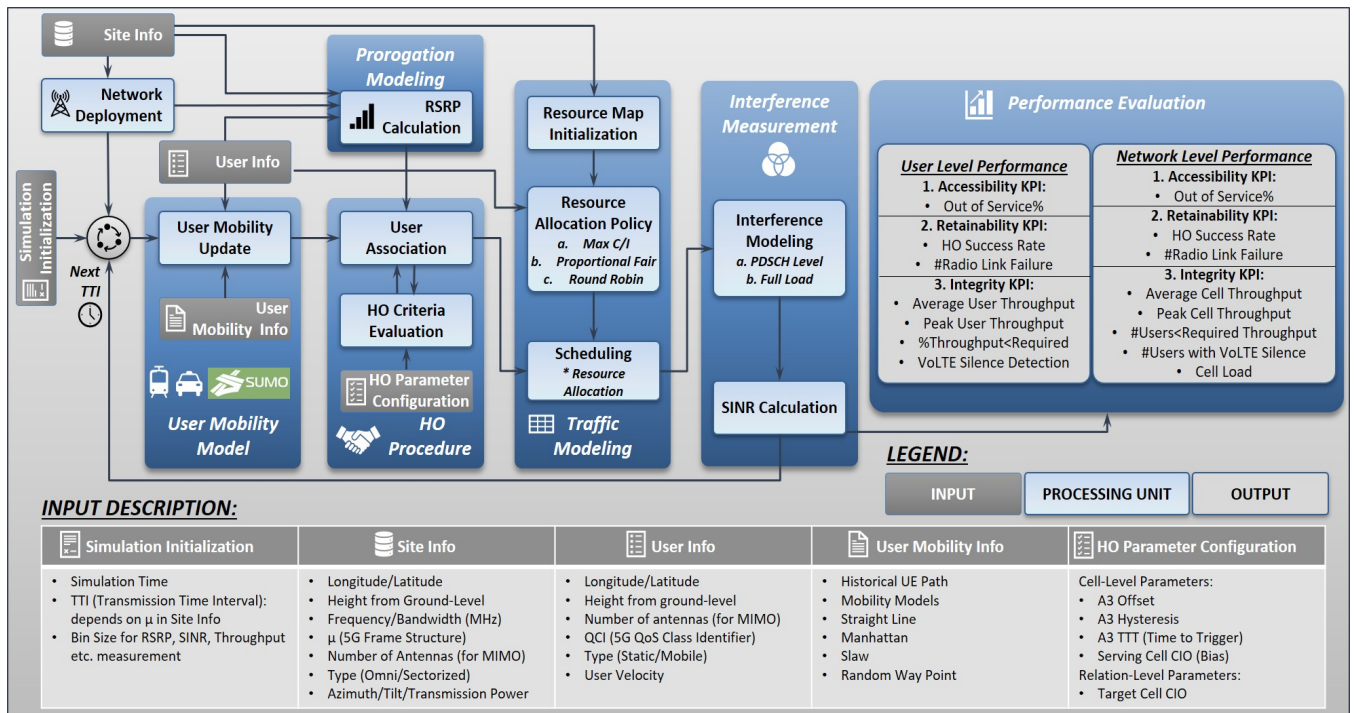 Site Info
Network
Deployment
Simulation
Initialization
Next
TTI
User Info
User Mobility
Update
User
Mobility Info
SUMO
User Mobility
Model
Prorogation
Modeling
RSRP
Calculation
User
Association
HO Criteria
Evaluation
HO Parameter
Configuration
HO
Procedure
Resource Map
Initialization
Resource
Allocation Policy
a. Max C/I
b. Proportional Fair
c. Round Robin
Scheduling
* Resource
Allocation
Traffic
Modeling
Interference
Measurement
Interference
Modeling
a. PDSCH Level
b. Full Load
SINR Calculation
Performance Evaluation
User Level Performance
1. Accessibility KPI:
• Out of Service%
2. Retainability KPI:
• HO Success Rate
• #Radio Link Failure
3. Integrity KPI:
• Average User Throughput
• Peak User Throughput
• %Throughput<Required
• VoLTE Silence Detection
Network Level Performance
1. Accessibility KPI:
• Out of Service%
2. Retainability KPI:
• HO Success Rate
• #Radio Link Failure
3. Integrity KPI:
• Average Cell Throughput
• Peak Cell Throughput
• #Users<Required Throughput
• #Users with VoLTE Silence
• Cell Load
LEGEND:
INPUT
PROCESSING UNIT
OUTPUT
INPUT DESCRIPTION:
Simulation Initialization
• Simulation Time
• TTI (Transmission Time Interval):
depends on μ in Site Info
• Bin Size for RSRP, SINR, Throughput
etc. measurement
Site Info
• Longitude/Latitude
• Height from Ground-Level
• Frequency/Bandwidth (MHz)
• μ (5G Frame Structure)
• Number of Antennas (for MIMO)
• Type (Omni/Sectorized)
• Azimuth/Tilt/Transmission Power
User Info
• Longitude/Latitude
• Height from ground-level
• Number of antennas (for MIMO)
• QCI (5G QoS Class Identifier)
• Type (Static/Mobile)
• User Velocity
User Mobility Info
• Historical UE Path
• Mobility Models
• Straight Line
• Manhattan
• Slaw
• Random Way Point
HO Parameter Configuration
Cell-Level Parameters:
• A3 Offset
• A3 Hysteresis
• A3 TTT (Time to Trigger)
• Serving Cell CIO (Bias)
Relation-Level Parameters:
• Target Cell CIO